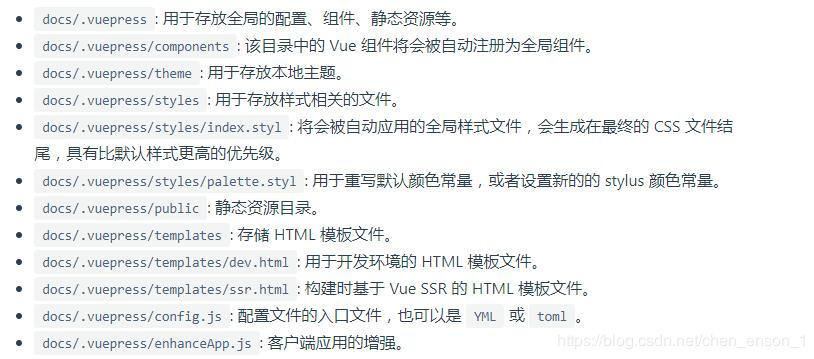 docs/.vuepress : 用于存放全局的配置、组件、静态资源等。
docs/.vuepress/components : 该目录中的 Vue 组件将会被自动注册为全局组件。
docs/.vuepress/theme : 用于存放本地主题。
docs/.vuepress/styles : 用于存放样式相关的文件。
docs/.vuepress/styles/index.styl : 将会被自动应用的全局样式文件，会生成在最终的 CSS 文件结
尾，具有比默认样式更高的优先级。
docs/.vuepress/styles/palette.styl : 用于重写默认颜色常量，或者设置新的的 stylus 颜色常量。
docs/.vuepress/public : 静态资源目录。
docs/.vuepress/templates : 存储 HTML 模板文件。
docs/.vuepress/templates/dev.html : 用于开发环境的 HTML 模板文件。
docs/.vuepress/templates/ssr.html : 构建时基于 Vue SSR 的 HTML 模板文件。
docs/.vuepress/config.js : 配置文件的入口文件，也可以是 YML 或 toml 。
docs/.vuepress/enhanceApp.js : 客户端应用的增强。
https://blog.csdn.net/chen_enson_1